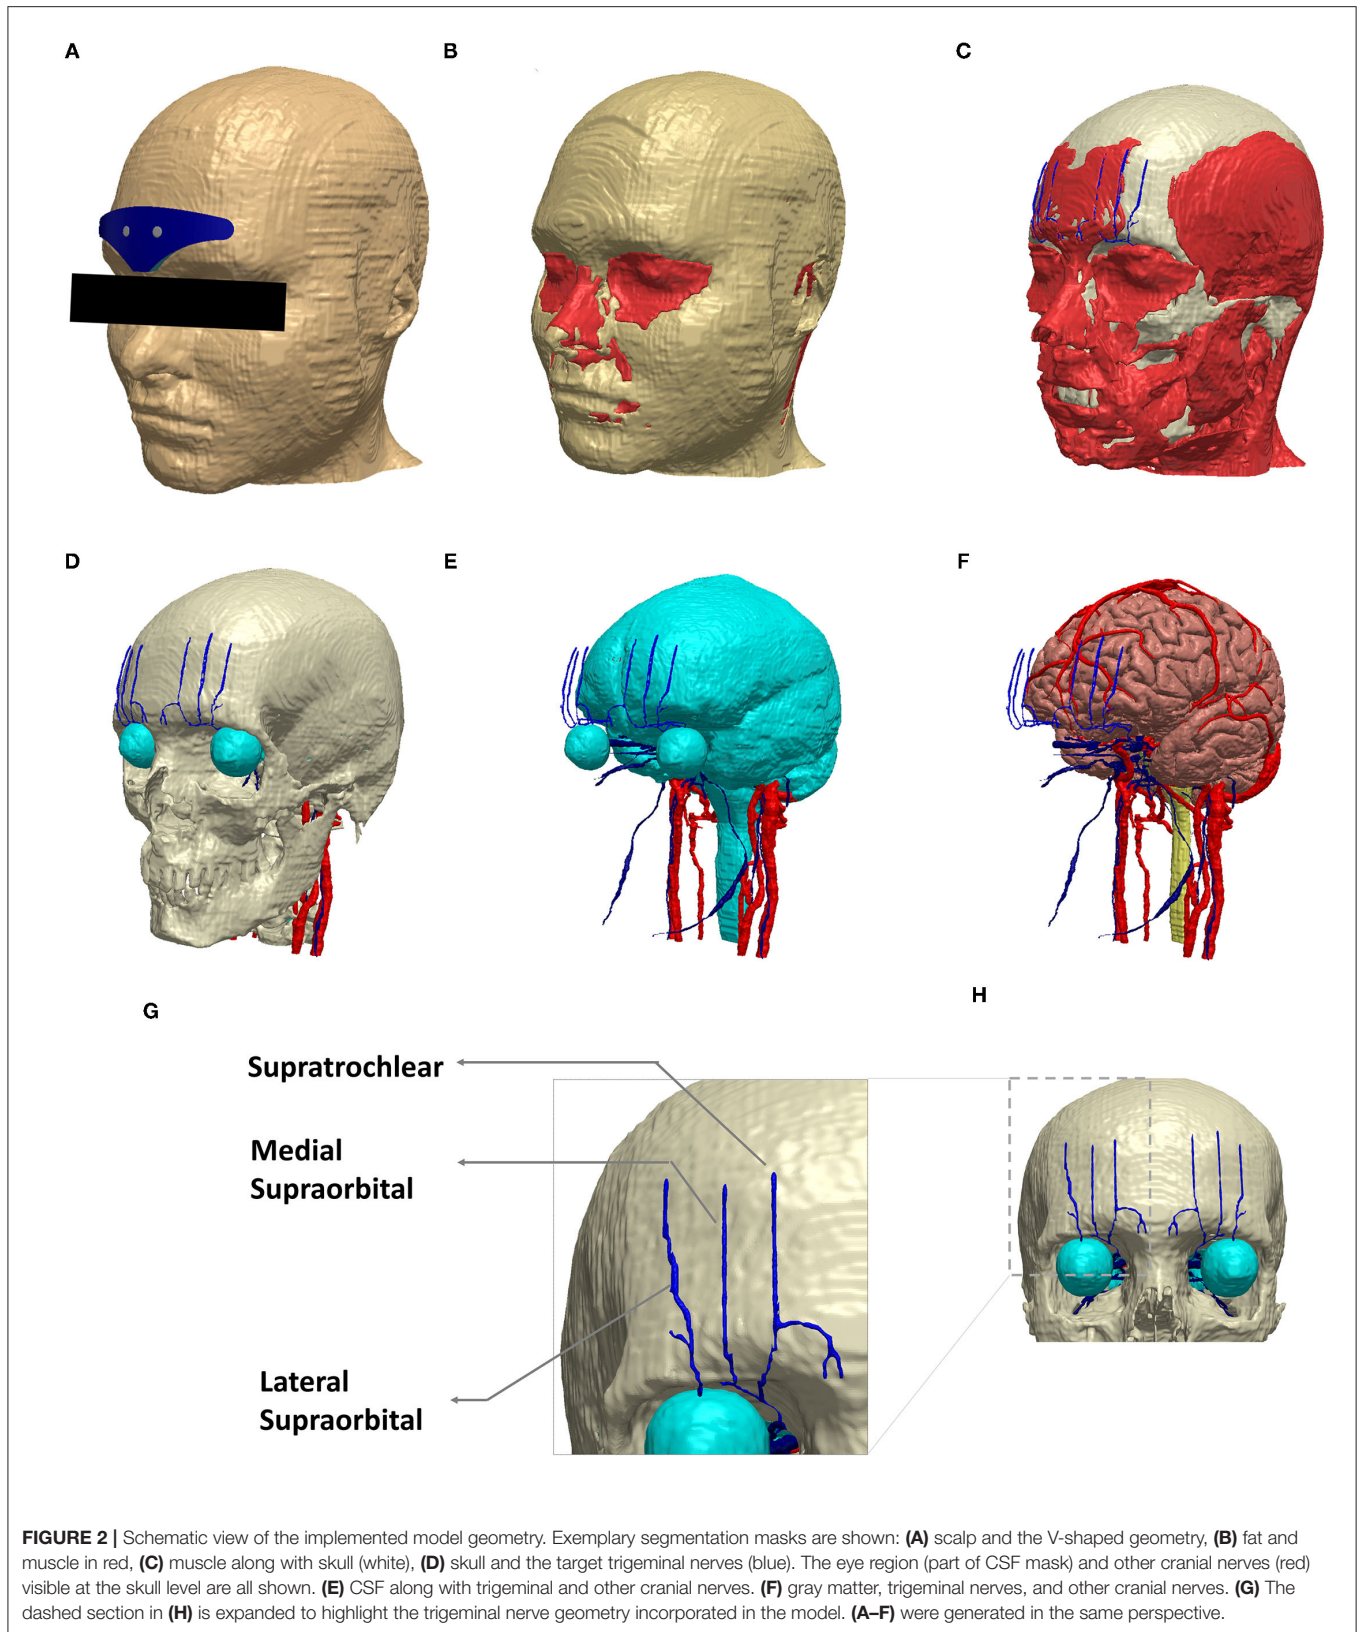 A
B
C
D
E
F
G
H
Supratrochlear
Medial
Supraorbital
Lateral
Supraorbital
FIGURE 2 | Schematic view of the implemented model geometry. Exemplary segmentation masks are shown: (A) scalp and the V-shaped geometry, (B) fat and
muscle in red, (C) muscle along with skull (white), (D) skull and the target trigeminal nerves (blue). The eye region (part of CSF mask) and other cranial nerves (red)
visible at the skull level are all shown. (E) CSF along with trigeminal and other cranial nerves. (F) gray matter, trigeminal nerves, and other cranial nerves. (G) The
dashed section in (H) is expanded to highlight the trigeminal nerve geometry incorporated in the model. (A–F) were generated in the same perspective.